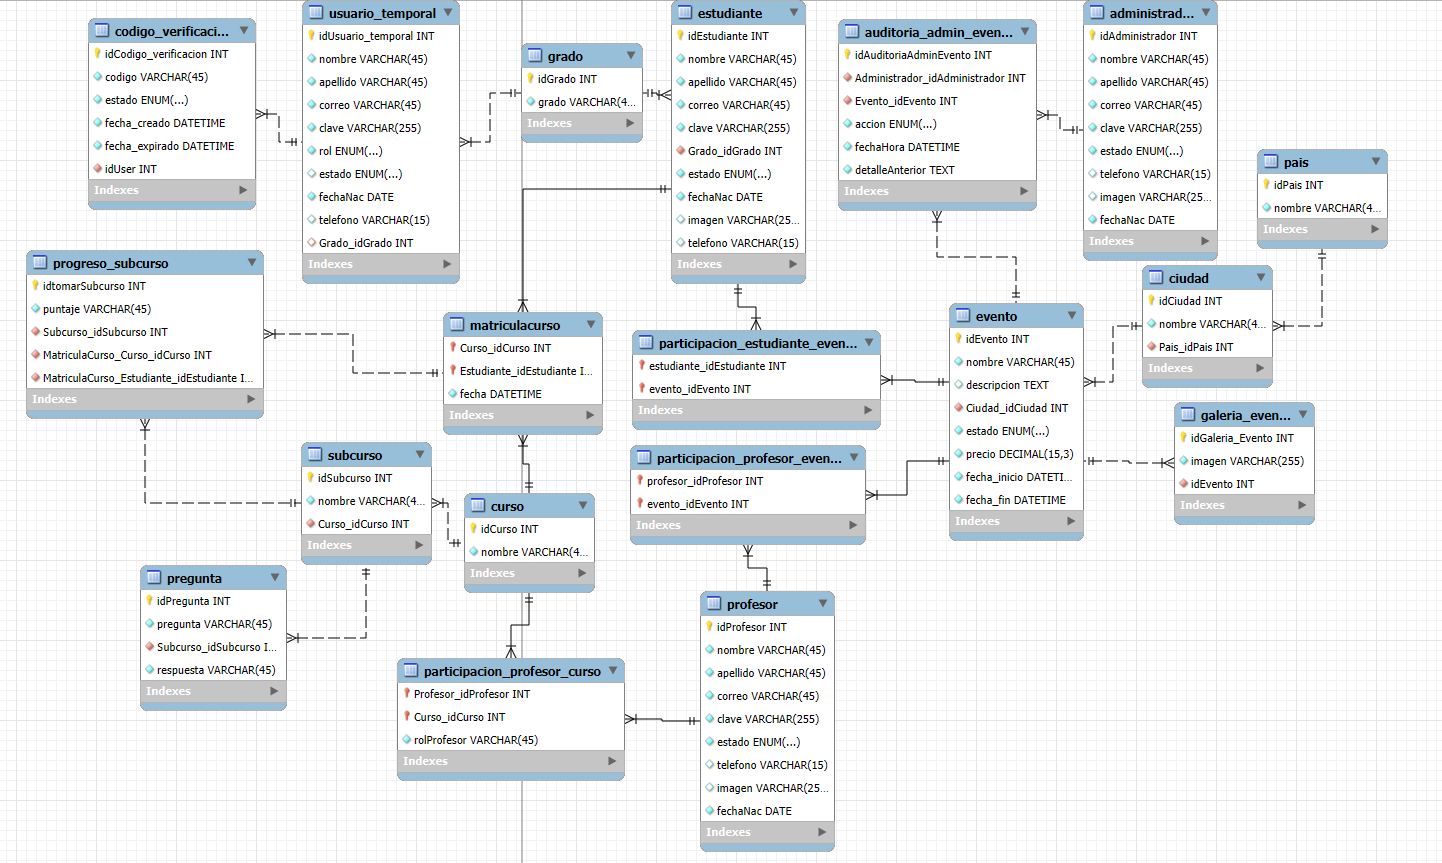 codigo_verificaci...
idCodigo_verificacion INT
codigo VARCHAR(45)
estado ENUM(...)
fecha_creado DATETIME
fecha_expirado DATETIME
idUser INT
Indexes
usuario_temporal
idUsuario_temporal INT
nombre VARCHAR(45)
apellido VARCHAR(45)
correo VARCHAR(45)
clave VARCHAR(255)
rol ENUM(...)
estado ENUM(...)
fechaNac DATE
telefono VARCHAR(15)
Grado_idGrado INT
Indexes
grado
idGrado INT
grado VARCHAR(4...
Indexes
estudiante
idEstudiante INT
nombre VARCHAR(45)
apellido VARCHAR(45)
correo VARCHAR(45)
clave VARCHAR(255)
Grado_idGrado INT
estado ENUM(...)
fechaNac DATE
imagen VARCHAR(25...
telefono VARCHAR(15)
Indexes
auditoria_admin_even...
idAuditoriaAdminEvento INT
Administrador_idAdministrador INT
Evento_idEvento INT
accion ENUM(...)
fechaHora DATETIME
detalleAnterior TEXT
Indexes
administrad...
idAdministrador INT
nombre VARCHAR(45)
apellido VARCHAR(45)
correo VARCHAR(45)
clave VARCHAR(255)
estado ENUM(...)
telefono VARCHAR(15)
imagen VARCHAR(25...
fechaNac DATE
Indexes
pais
idPais INT
nombre VARCHAR(4...
Indexes
progreso_subcurso
idtomarSubcurso INT
puntaje VARCHAR(45)
Subcurso_idSubcurso INT
MatriculaCurso_Curso_idCurso INT
MatriculaCurso_Estudiante_idEstudiante I...
Indexes
matriculacurso
Curso_idCurso INT
Estudiante_idEstudiante I...
fecha DATETIME
Indexes
participacion_estudiante_even...
estudiante_idEstudiante INT
evento_idEvento INT
Indexes
evento
idEvento INT
nombre VARCHAR(45)
descripcion TEXT
Ciudad_idCiudad INT
estado ENUM(...)
precio DECIMAL(15,3)
fecha_inicio DATETI...
fecha_fin DATETIME
Indexes
ciudad
idCiudad INT
nombre VARCHAR(4...
Pais_idPais INT
Indexes
galeria_even...
idGaleria_Evento INT
imagen VARCHAR(255)
idEvento INT
Indexes
subcurso
idSubcurso INT
nombre VARCHAR(4...
Curso_idCurso INT
Indexes
curso
idCurso INT
nombre VARCHAR(4...
Indexes
participacion_profesor_even...
profesor_idProfesor INT
evento_idEvento INT
Indexes
pregunta
idPregunta INT
pregunta VARCHAR(45)
Subcurso_idSubcurso I...
respuesta VARCHAR(45)
Indexes
participacion_profesor_curso
Profesor_idProfesor INT
Curso_idCurso INT
rolProfesor VARCHAR(45)
Indexes
profesor
idProfesor INT
nombre VARCHAR(45)
apellido VARCHAR(45)
correo VARCHAR(45)
clave VARCHAR(255)
estado ENUM(...)
telefono VARCHAR(15)
imagen VARCHAR(25...
fechaNac DATE
Indexes